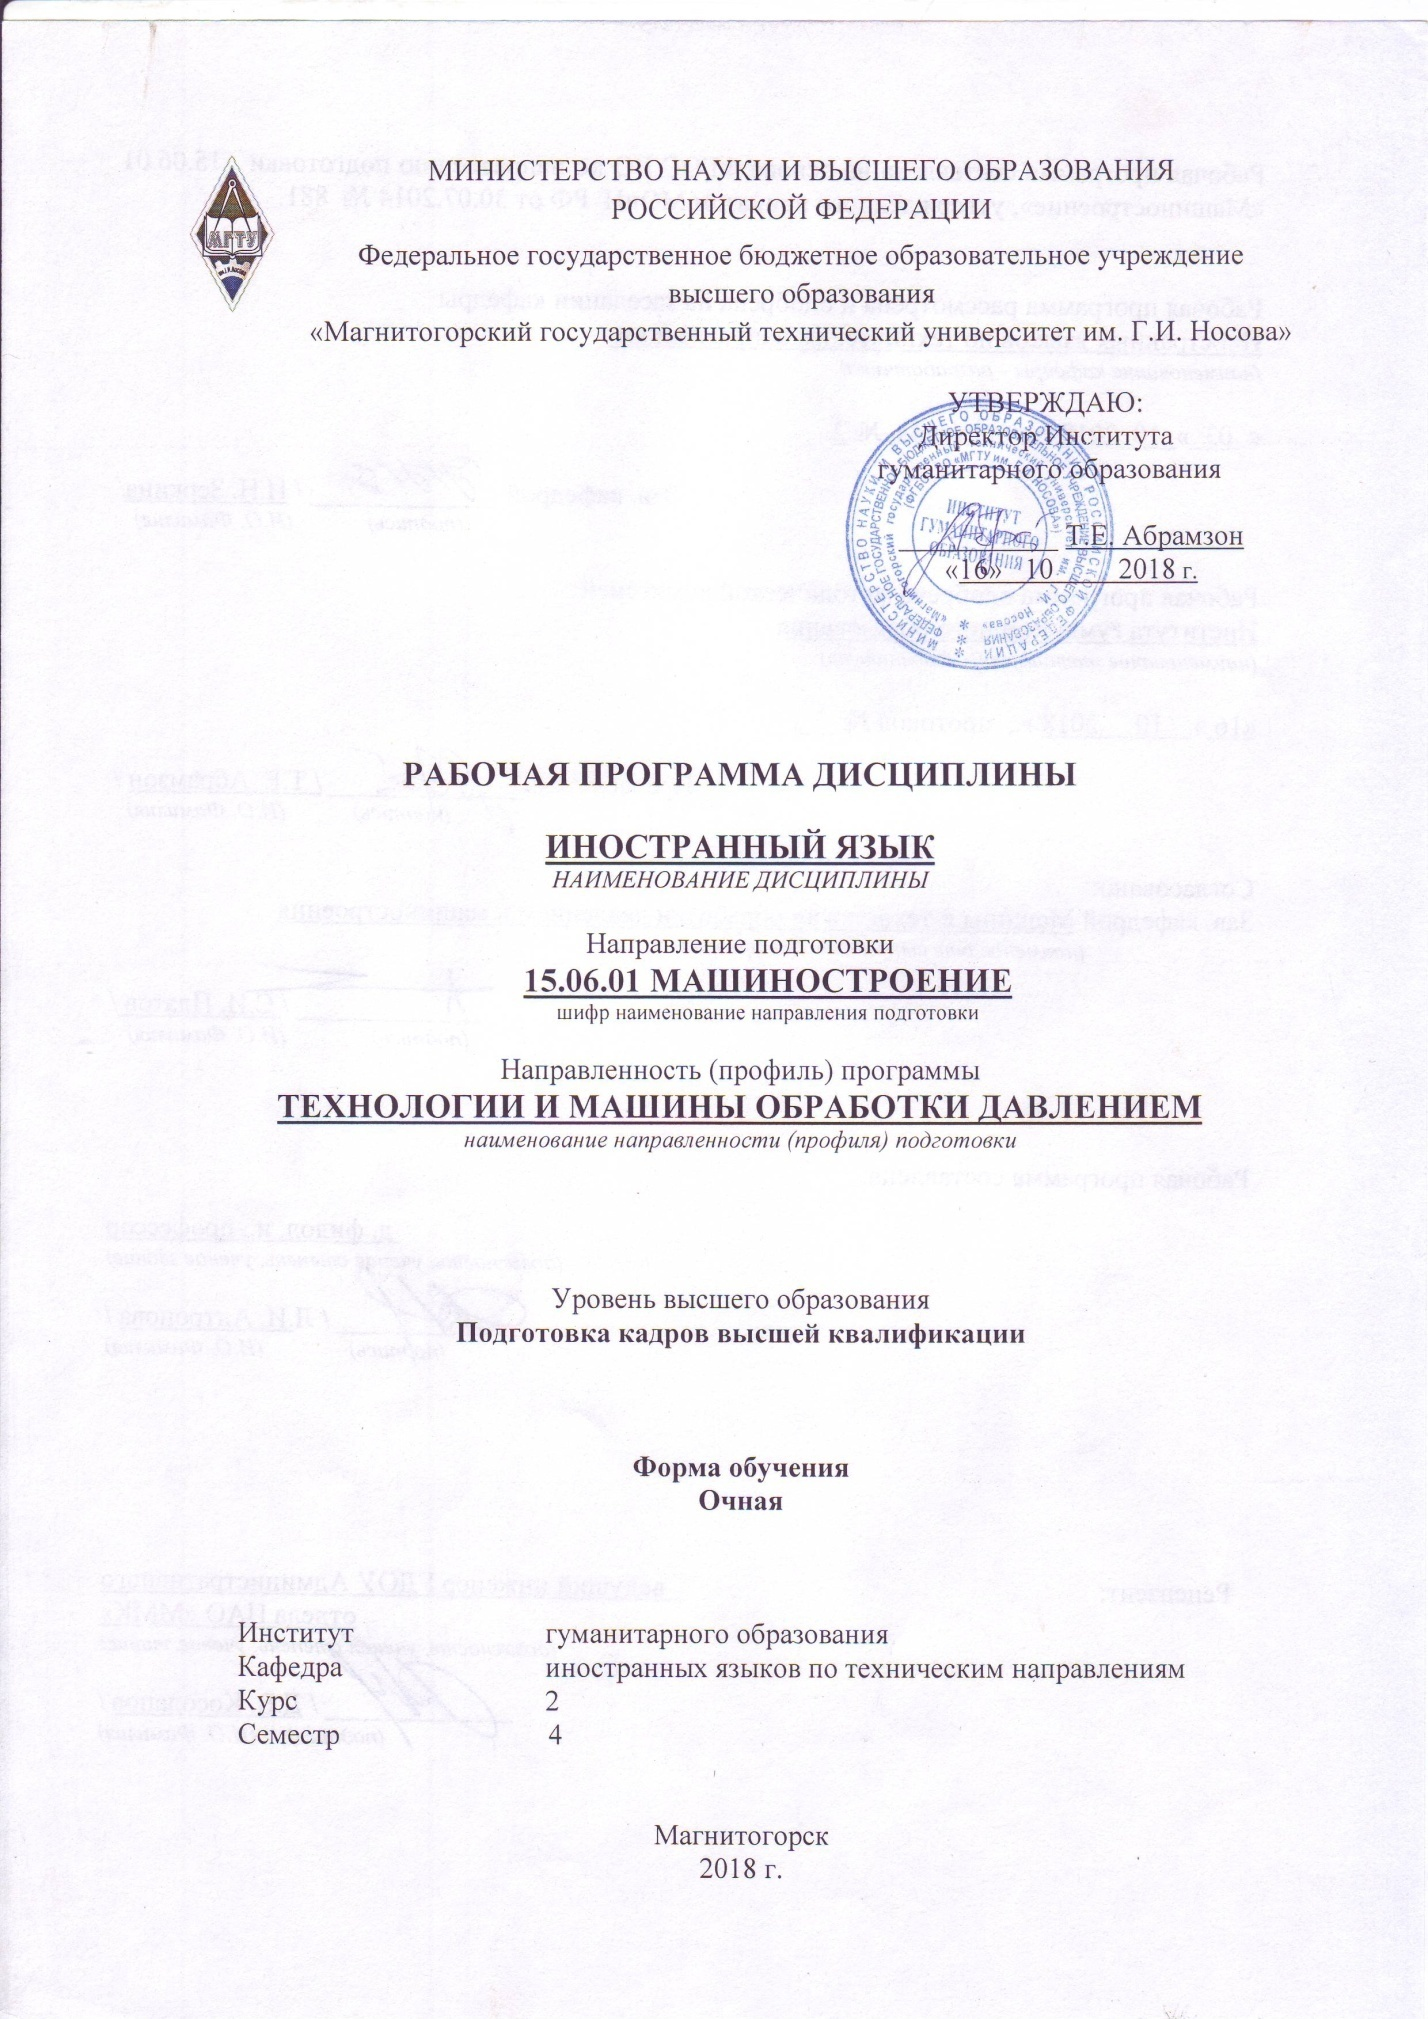 МИНИСТЕРСТВО НАУКИ И ВЫСШЕГО ОБРАЗОВАНИЯ
РОССИЙСКОЙ ФЕДЕРАЦИИ
Федеральное государственное бюджетное образовательное учреждение
высшего образования
«Магнитогорский государственный технический университет им. Г.И. Носова»
МГТУ
УТВЕРЖДАЮ:
Директор Института
гуманитарного образования
Т.Е. Абрамзон
«16» 10 2018 г.
ИНСТИТУТ
ГУМАНИТАРНОГО
ОБРАЗОВАНИЯ
РАБОЧАЯ ПРОГРАММА ДИСЦИПЛИНЫ
ИНОСТРАННЫЙ ЯЗЫК
НАИМЕНОВАНИЕ ДИСЦИПЛИНЫ
Направление подготовки
15.06.01 МАШИНОСТРОЕНИЕ
шифр наименование направления подготовки
Направленность (профиль) программы
ТЕХНОЛОГИИ И МАШИНЫ ОБРАБОТКИ ДАВЛЕНИЕМ
наименование направленности (профиля) подготовки
Уровень высшего образования
Подготовка кадров высшей квалификации
Форма обучения
Очная
Институт гуманитарного образования
Кафедра иностранных языков по техническим направлениям
Курс 2
Семестр 4
Магнитогорск
2018 г.